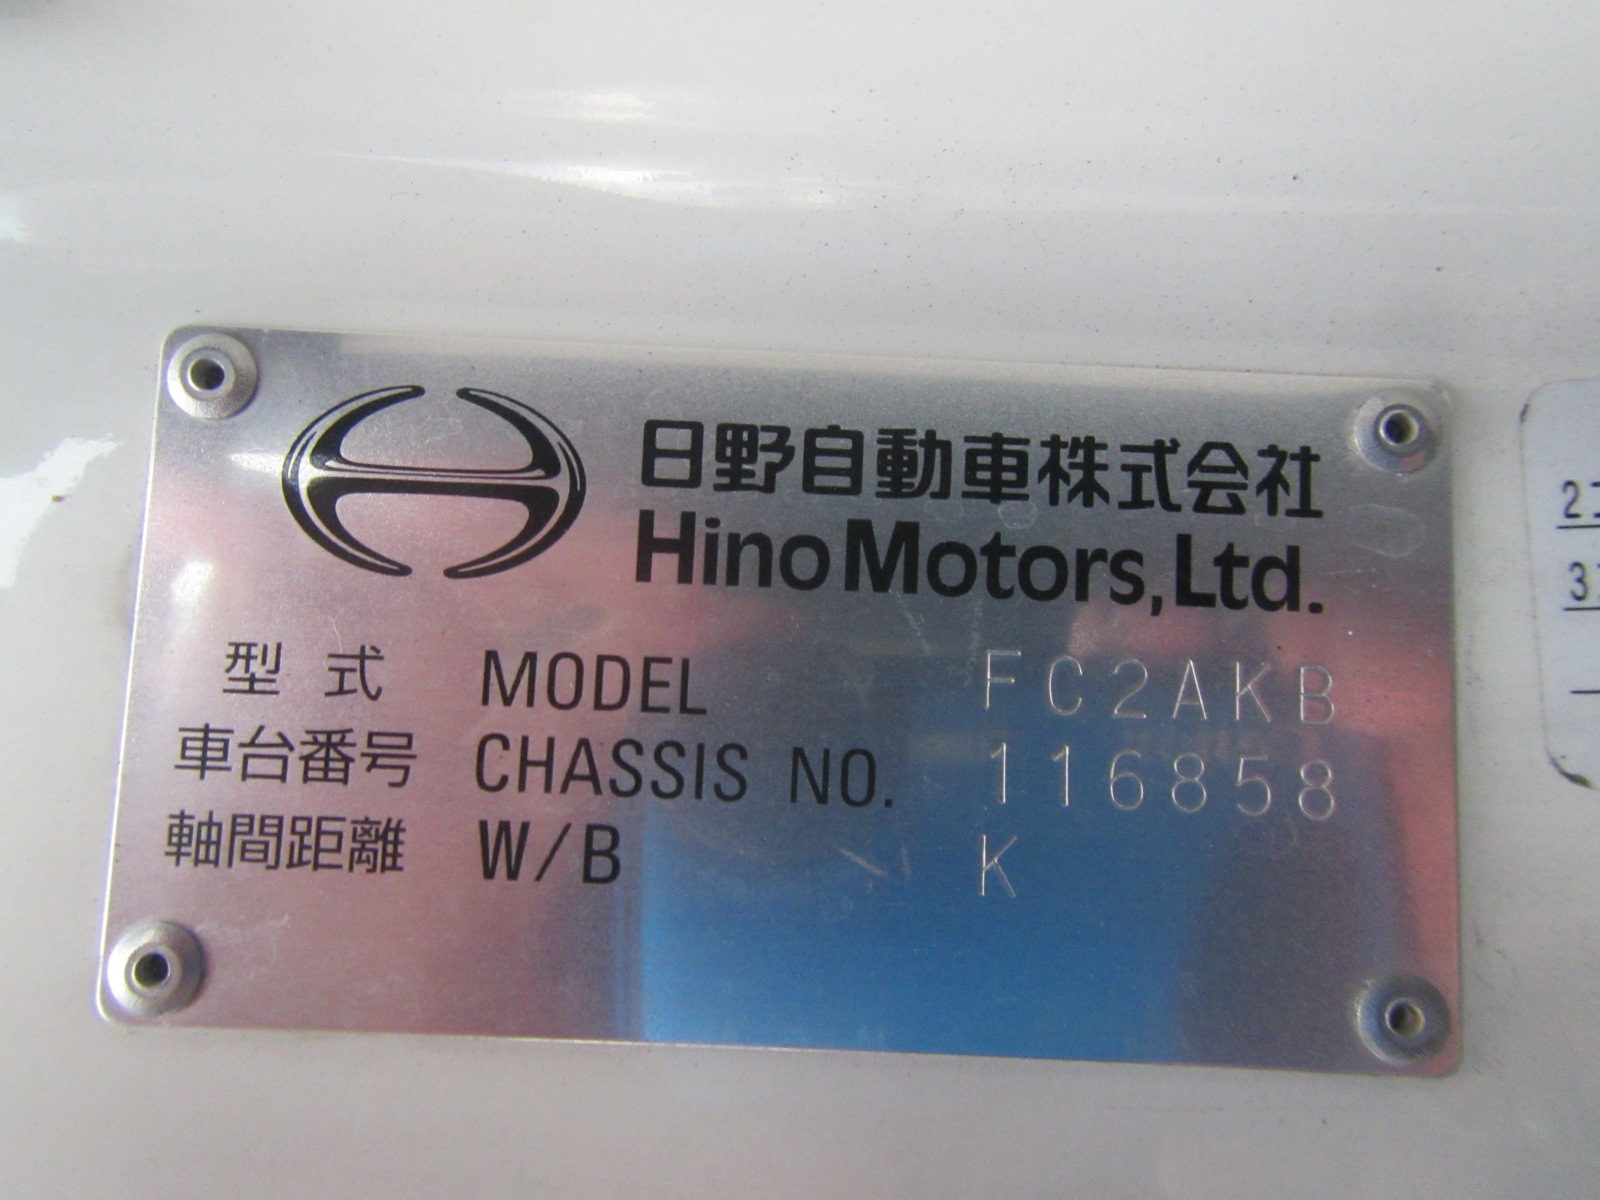 日野自動車株式会社
Hino Motors, Ltd.
型式 MODEL FC2AKB
車台番号 CHASSIS NO. 116858
軸間距離 W/B K